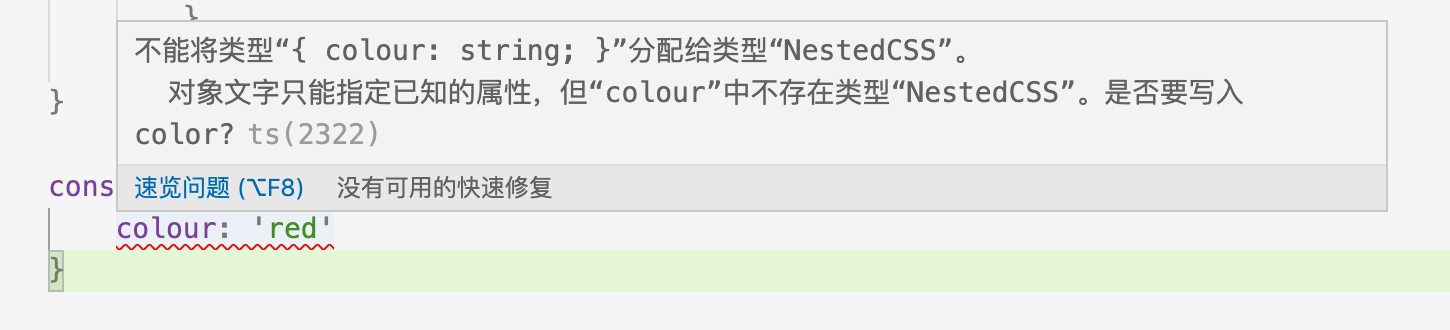 }
不能将类型“{ colour: string; }”分配给类型“NestedCSS”。
对象文字只能指定已知的属性，但“colour”中不存在类型“NestedCSS”。是否要写入
}
color? ts(2322)
速览问题 (⌥F8) 没有可用的快速修复
cons
colour: 'red'
}